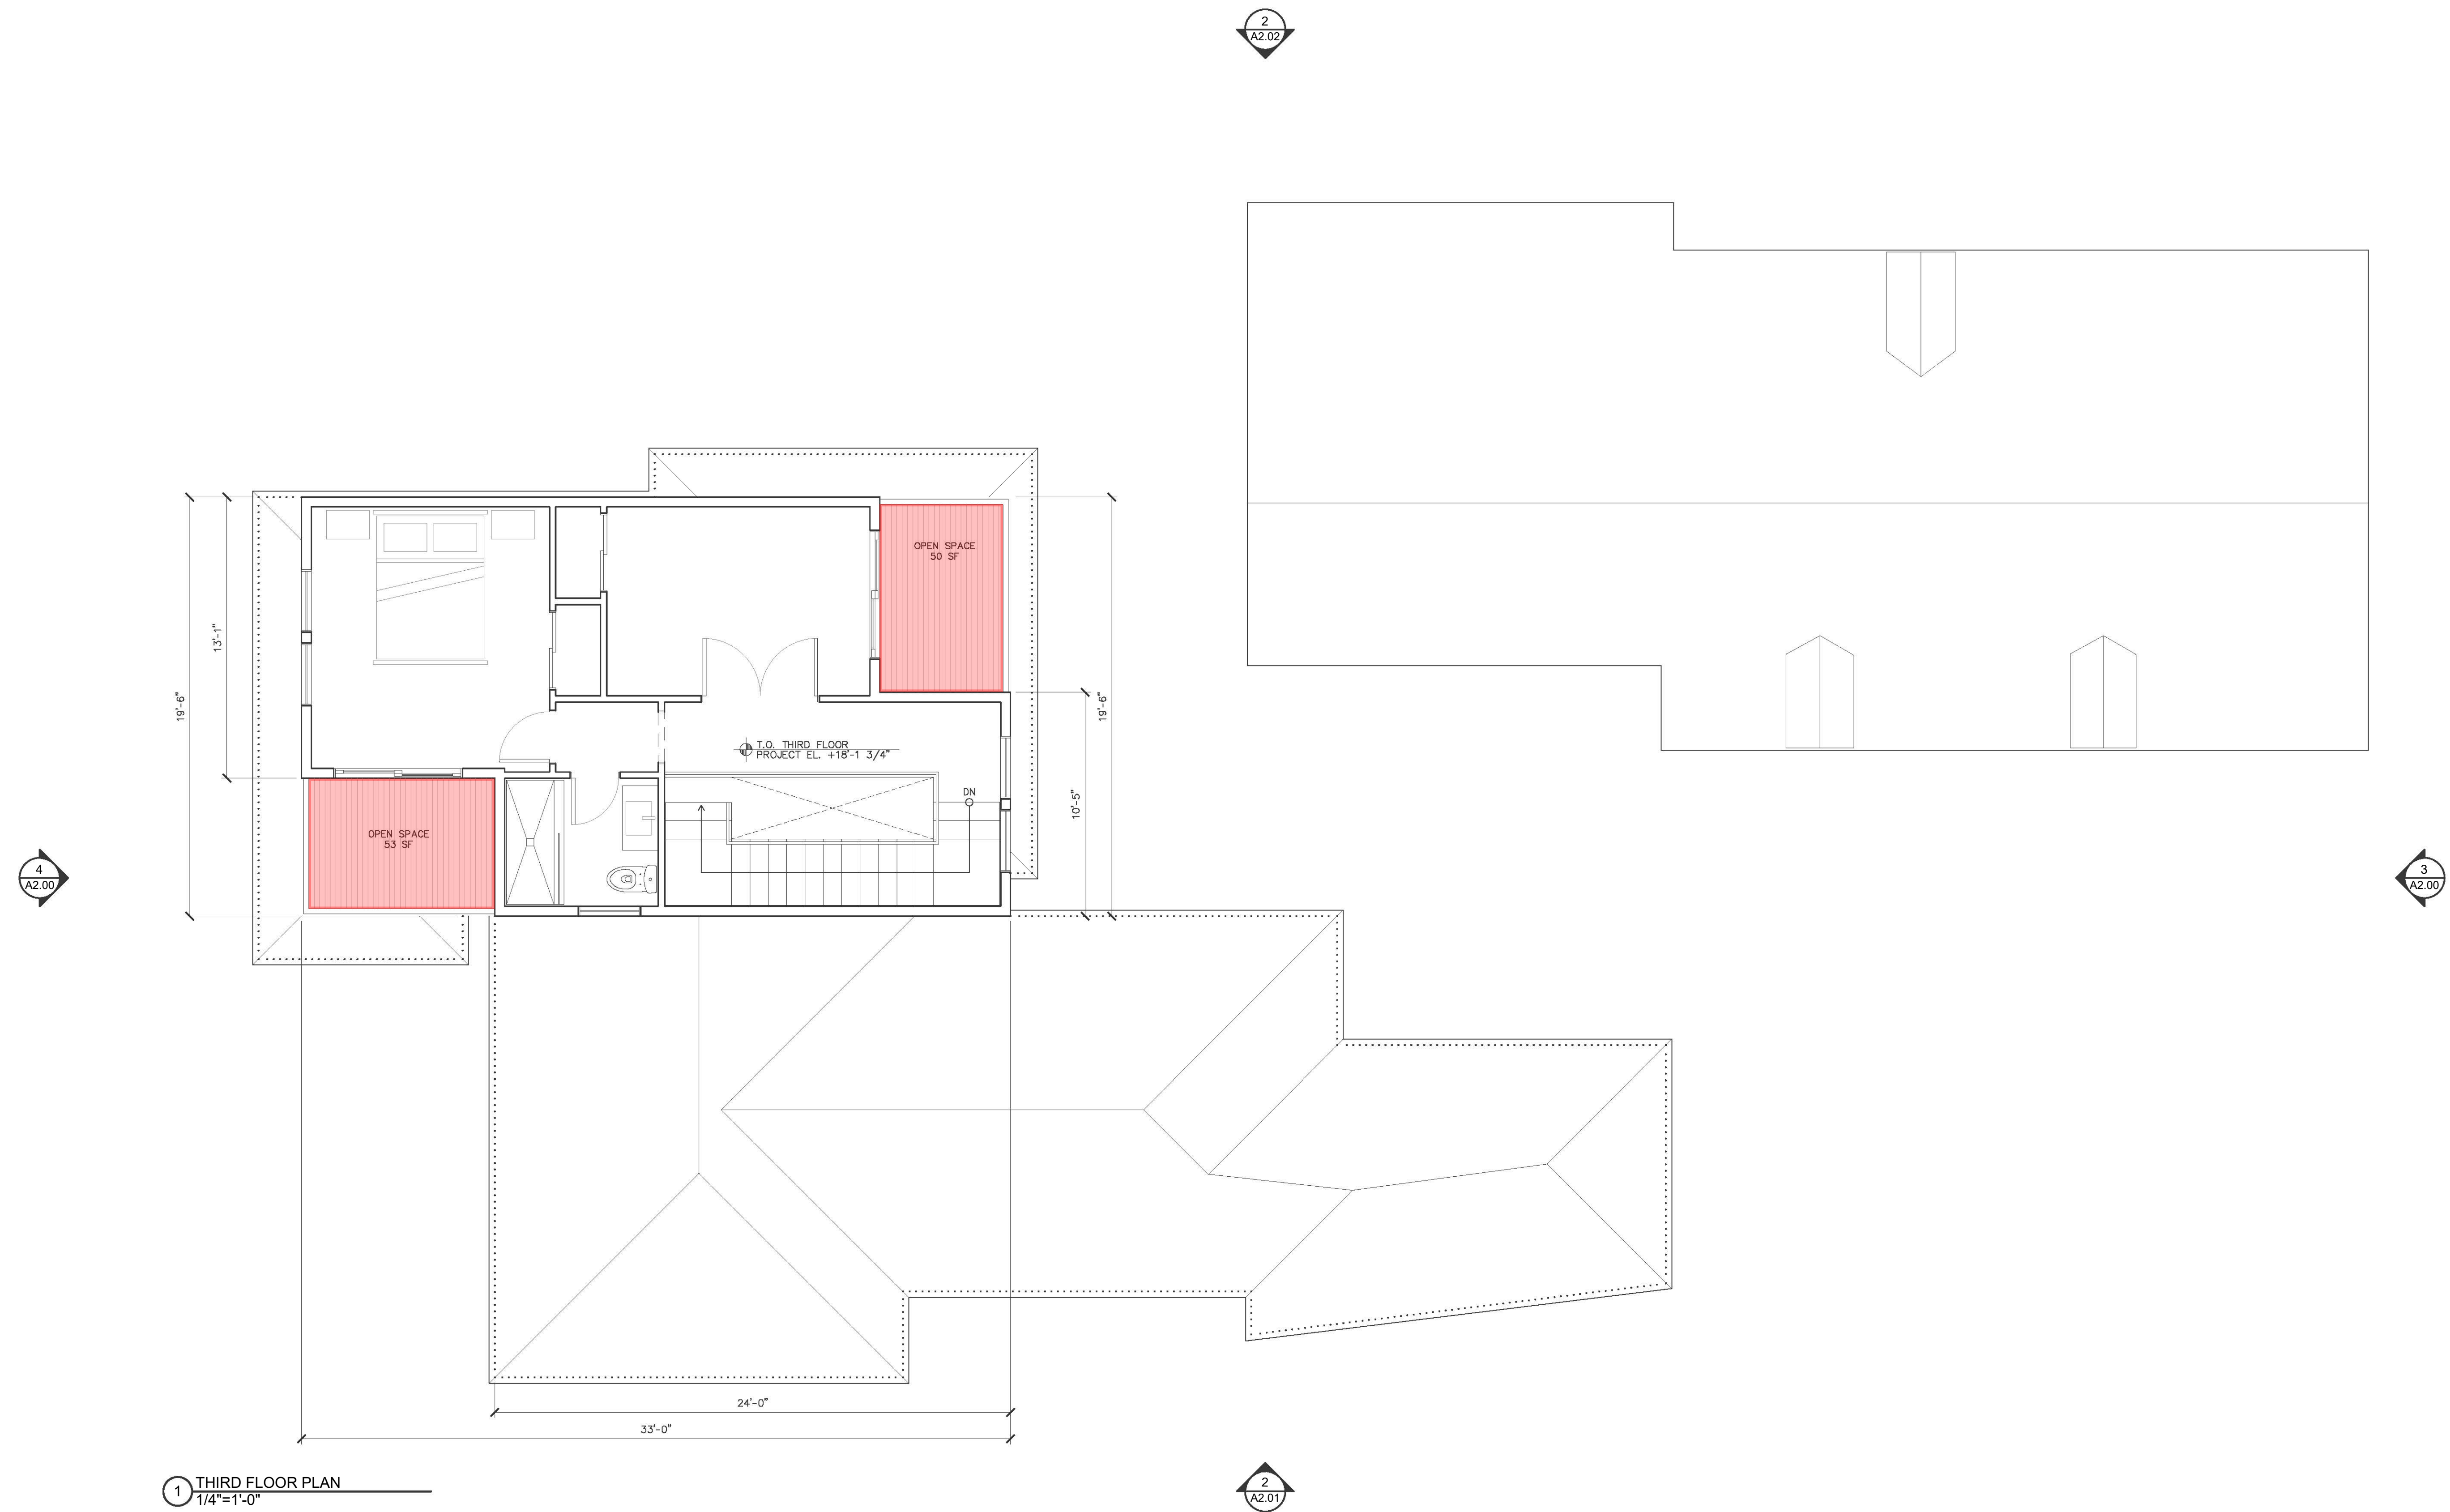 2
A2.02
OPEN SPACE
50 SF
13'-1"
19'-6"
19'-6"
T.O. THIRD FLOOR
PROJECT EL. +18'-1 3/4"
DN
10'-5"
OPEN SPACE
53 SF
4
A2.00
3
A2.00
24'-0"
33'-0"
1
THIRD FLOOR PLAN
1/4"=1'-0"
2
A2.01